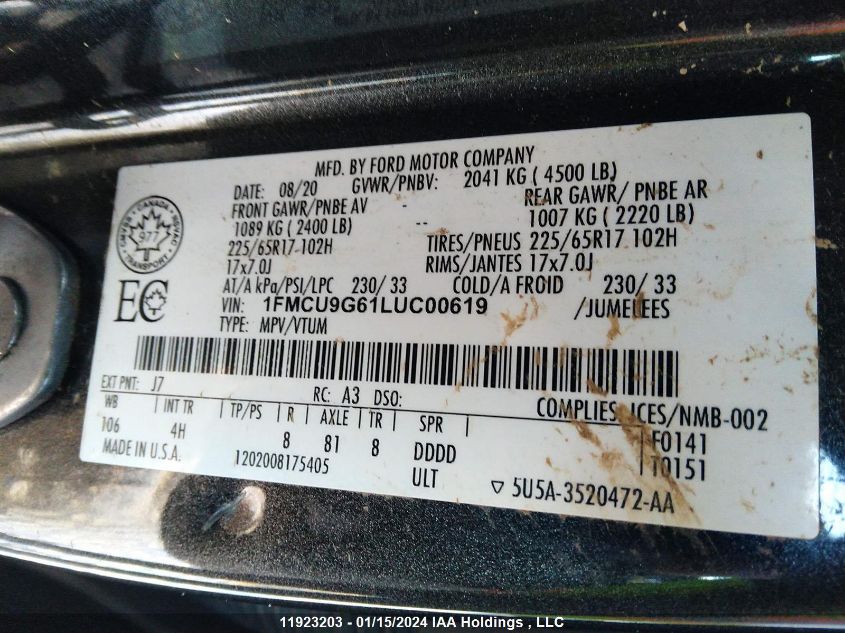 MFD. BY FORD MOTOR COMPANY
DATE: 08/20 GVWR/PNBV: 2041 KG ( 4500 LB)
FRONT GAWR/PNBE AV - REAR GAWR/ PNBE AR
1089 KG ( 2400 LB) -- 1007 KG ( 2220 LB)
225/65R17 102H TIRES/PNEUS 225/65R17 102H
17x7.0J RIMS/JANTES 17x7.0J
AT/A kPa/PSI/LPC 230/ 33 COLD/A FROID 230/ 33
VIN: 1FMCU9G61LUC00619 /JUMELEES
TYPE: MPV/VTUM
CANADA
977
TRANSPORT
EC
EXT PNT: J7 RC: A3 DSO: COMPLIES ICES/NMB-002
WB INT TR TP/PS R AXLE TR SPR F0141
106 4H 8 81 8 DDDD T0151
MADE IN U.S.A. 1202008175405 ULT ▽ 5U5A-3520472-AA
11923203 - 01/15/2024 IAA Holdings , LLC